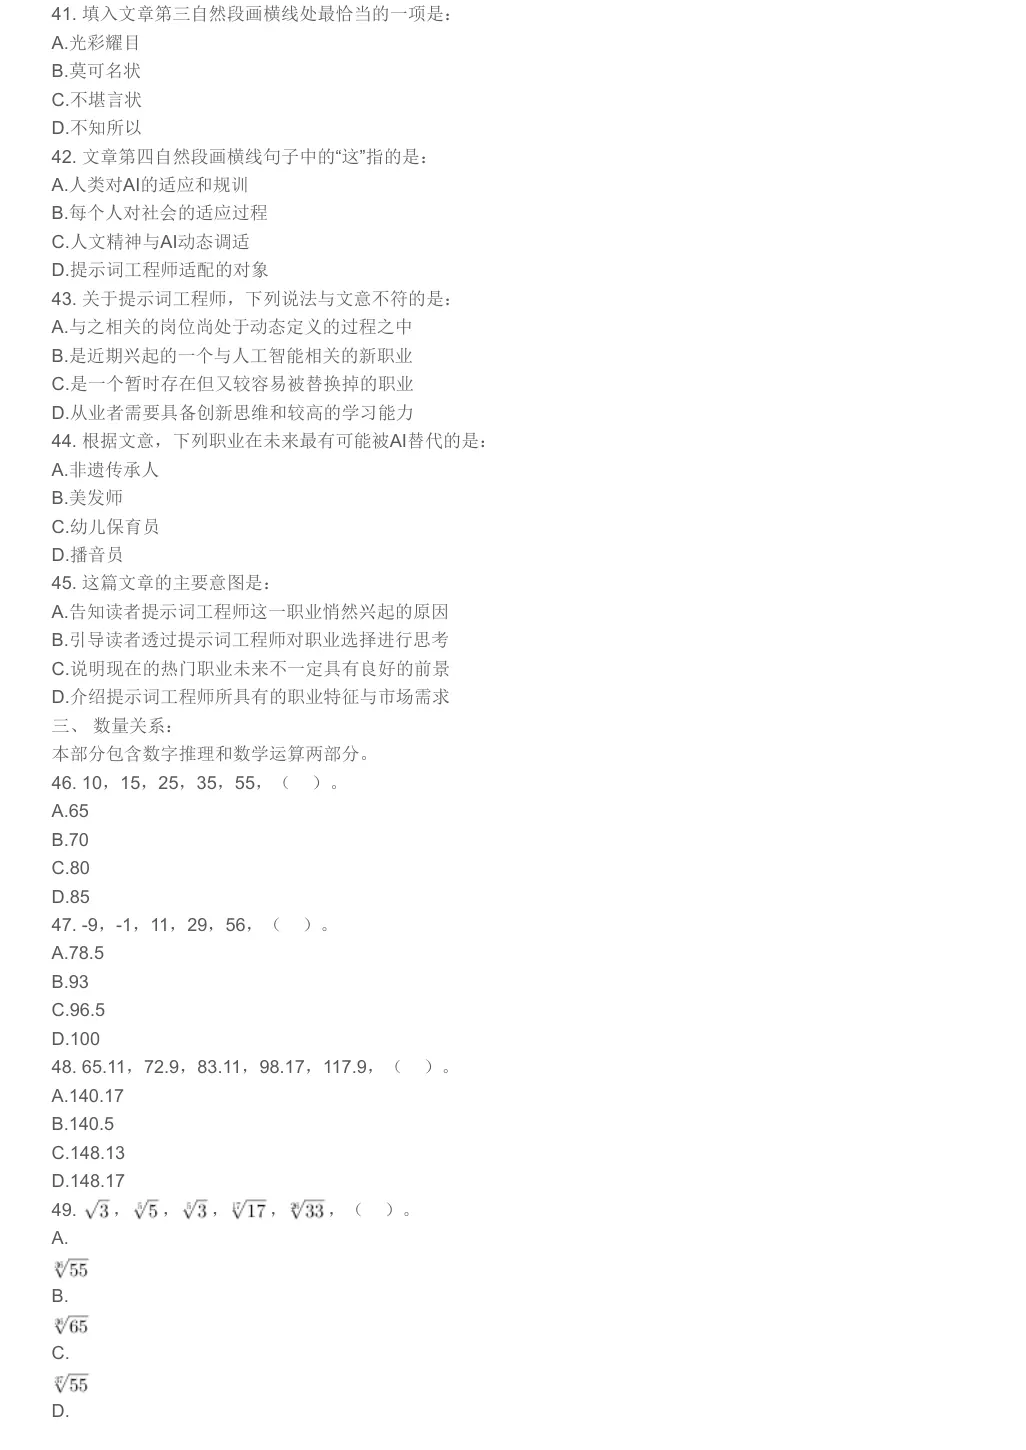 41. 填入文章第三自然段画横线处最恰当的一项是：
A.光彩耀目
B.莫可名状
C.不堪言状
D.不知所以
42. 文章第四自然段画横线句子中的“这”指的是：
A.人类对AI的适应和规训
B.每个人对社会的适应过程
C.人文精神与AI动态调适
D.提示词工程师适配的对象
43. 关于提示词工程师，下列说法与文意不符的是：
A.与之相关的岗位尚处于动态定义的过程之中
B.是近期兴起的一个与人工智能相关的新职业
C.是一个暂时存在但又较容易被替换掉的职业
D.从业者需要具备创新思维和较高的学习能力
44. 根据文意，下列职业在未来最有可能被AI替代的是：
A.非遗传承人
B.美发师
C.幼儿保育员
D.播音员
45. 这篇文章的主要意图是：
A.告知读者提示词工程师这一职业悄然兴起的原因
B.引导读者透过提示词工程师对职业选择进行思考
C.说明现在的热门职业未来不一定具有良好的前景
D.介绍提示词工程师所具有的职业特征与市场需求
三、 数量关系：
本部分包含数字推理和数学运算两部分。
46. 10，15，25，35，55，（    ）。
A.65
B.70
C.80
D.85
47. -9，-1，11，29，56，（    ）。
A.78.5
B.93
C.96.5
D.100
48. 65.11，72.9，83.11，98.17，117.9，（    ）。
A.140.17
B.140.5
C.148.13
D.148.17
49. √3，√5，√3，√17，√33，（    ）。
A.
√55
B.
√65
C.
√55
D.